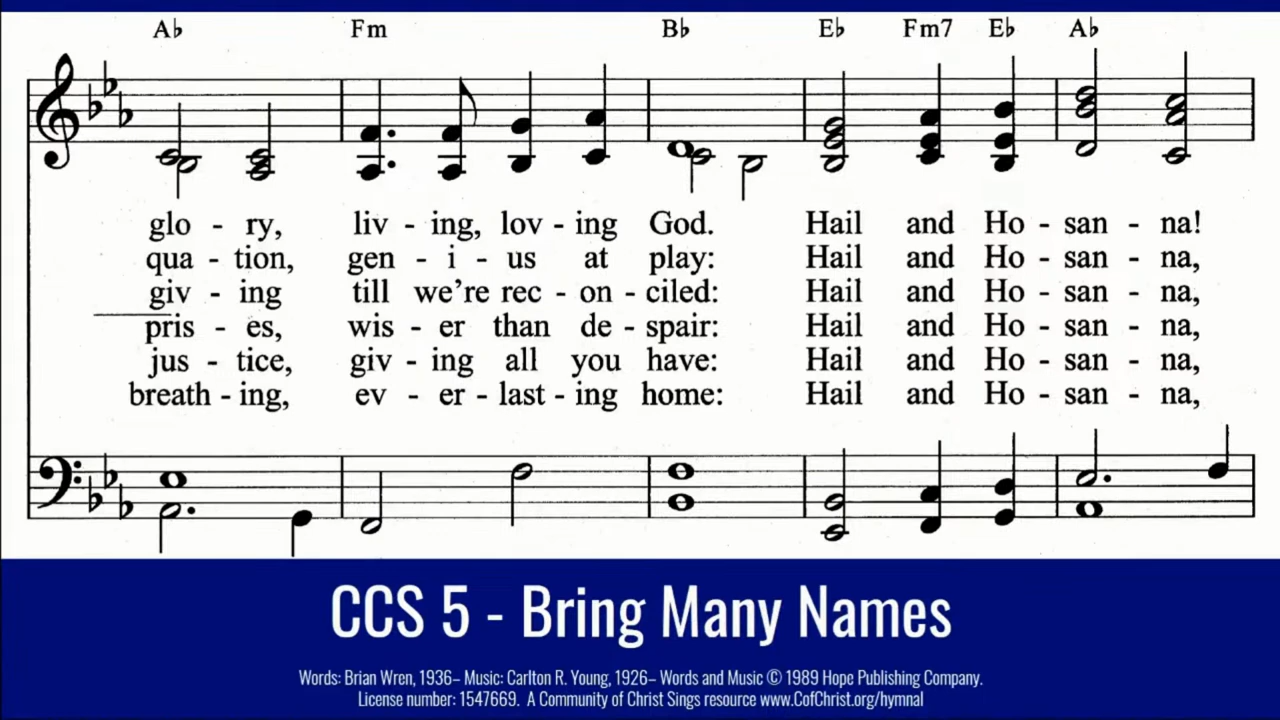 A♭ Fm B♭ E♭ Fm7 E♭ A♭
glo - ry, liv - ing, lov - ing God. Hail and Ho - san - na!
qua - tion, gen - i - us at play: Hail and Ho - san - na,
giv - ing till we're rec - on - ciled: Hail and Ho - san - na,
pris - es, wis - er than de - spair: Hail and Ho - san - na,
jus - tice, giv - ing all you have: Hail and Ho - san - na,
breath - ing, ev - er - last - ing home: Hail and Ho - san - na,
CCS 5 - Bring Many Names
Words: Brian Wren, 1936– Music: Carlton R. Young, 1926– Words and Music © 1989 Hope Publishing Company.
License number: 1547669. A Community of Christ Sings resource www.CofChrist.org/hymnal